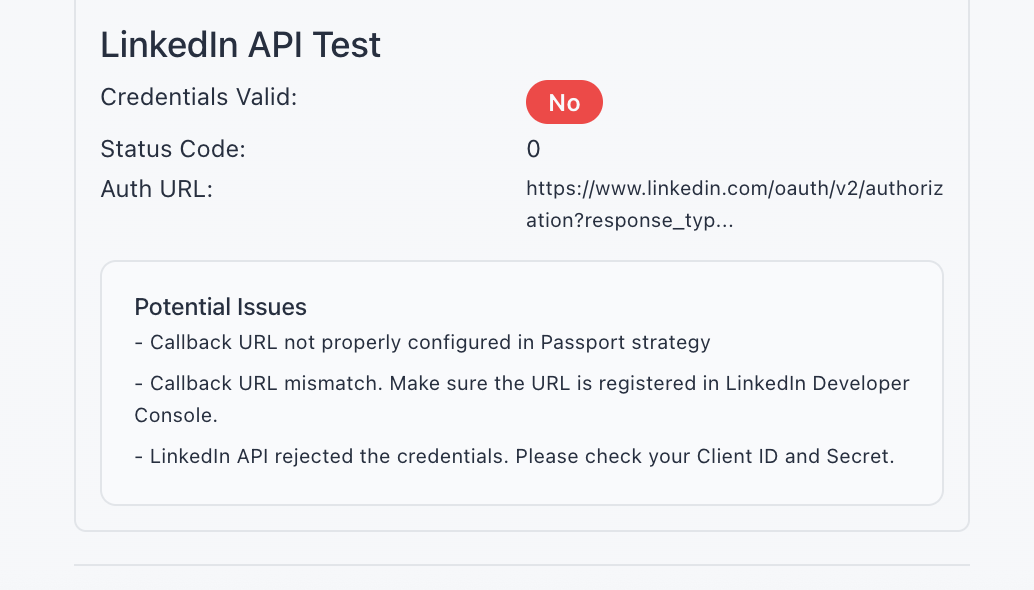 LinkedIn API Test
Credentials Valid:
No
Status Code:
0
Auth URL:
https://www.linkedin.com/oauth/v2/authoriz
ation?response_typ...
Potential Issues
- Callback URL not properly configured in Passport strategy
- Callback URL mismatch. Make sure the URL is registered in LinkedIn Developer
Console.
- LinkedIn API rejected the credentials. Please check your Client ID and Secret.